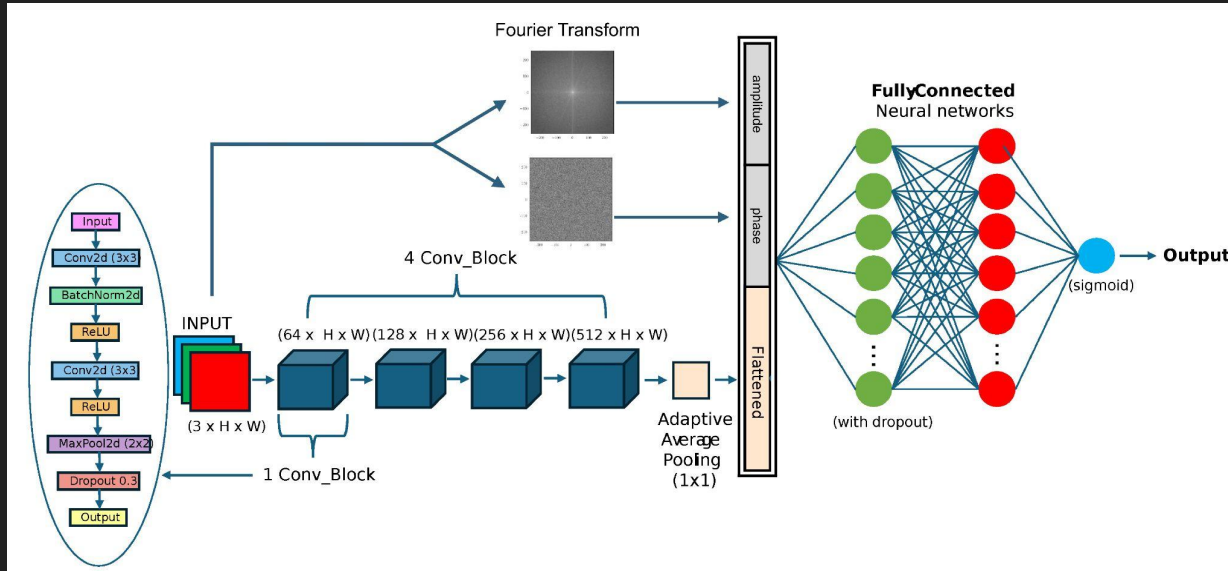 Fourier Transform
amplitude
phase
Flattened
FullyConnected
Neural networks
(with dropout)
(sigmoid)
Output
4 Conv_Block
(64 x H x W)(128 x H x W)(256 x H x W)(512 x H x W)
INPUT
(3 x H x W)
1 Conv_Block
Adaptive
Average
Pooling
(1x1)
Input
Conv2d (3x3
BatchNorm2d
ReLU
Conv2d (3x3
ReLU
MaxPool2d (2x2)
Dropout 0.3
Output